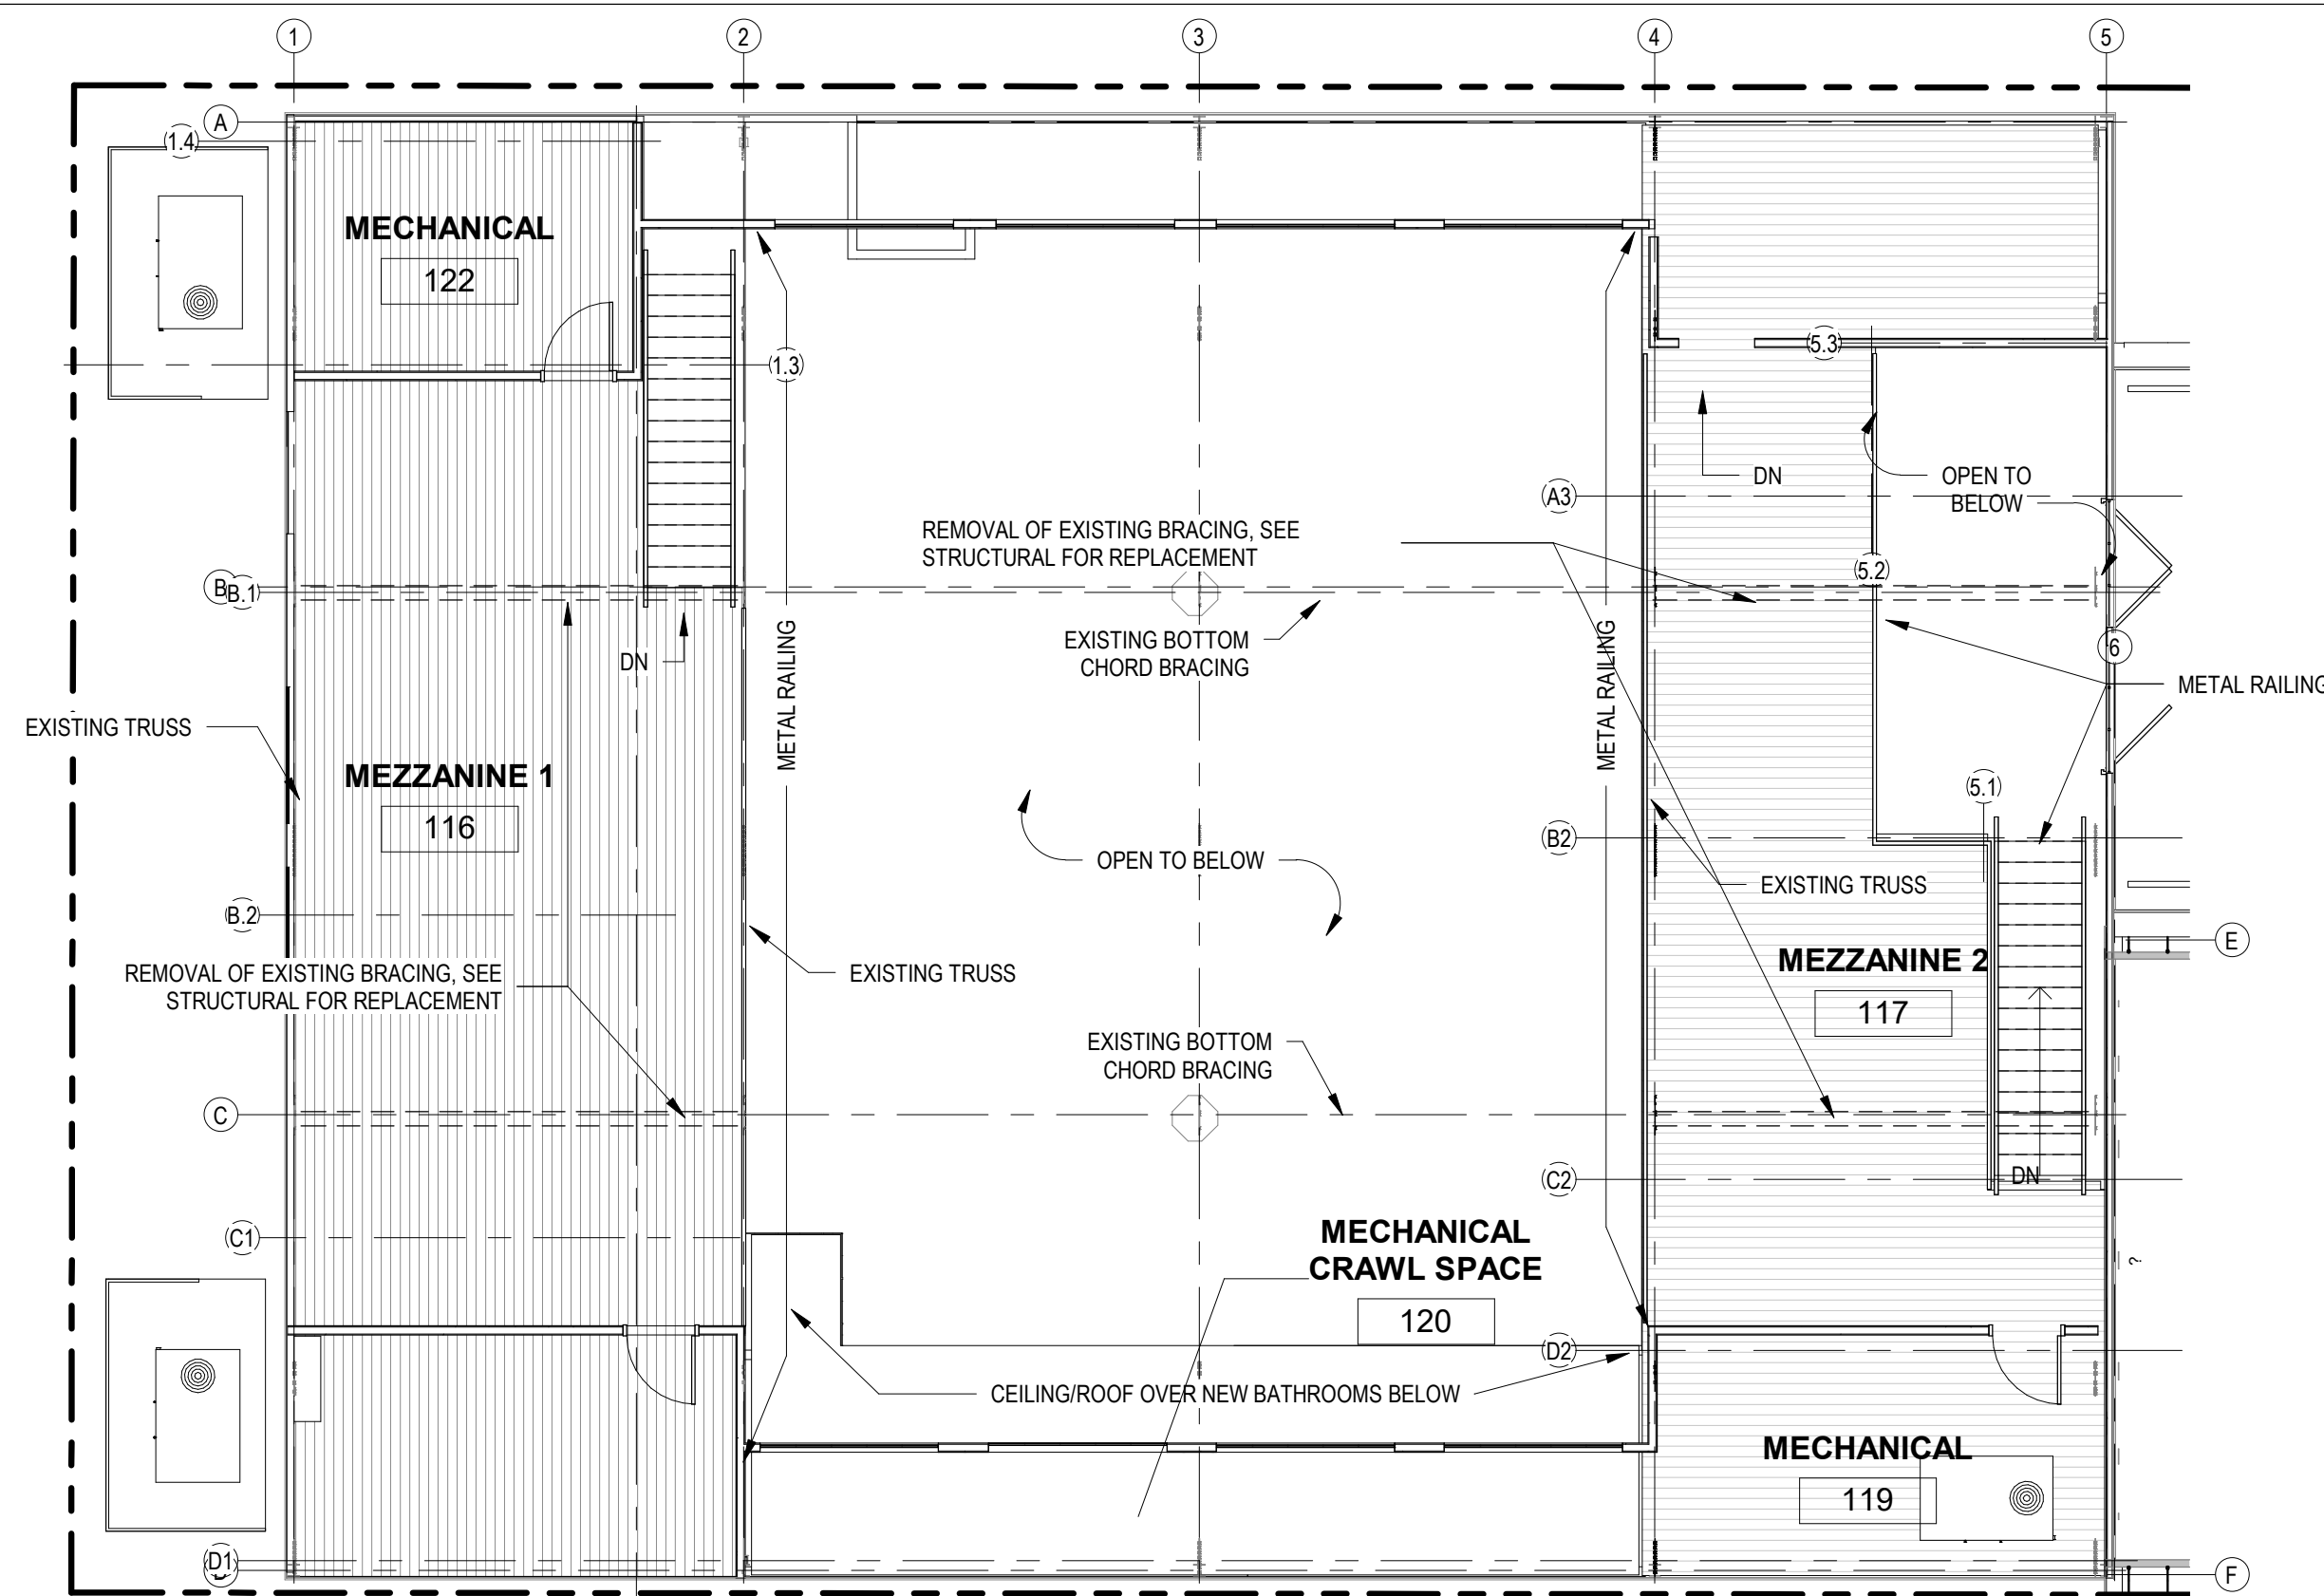 1
2
3
4
5
A
(1.4)
MECHANICAL
122
(1.3)
(5.3)
DN
OPEN TO
BELOW
(A3)
REMOVAL OF EXISTING BRACING, SEE
STRUCTURAL FOR REPLACEMENT
B
B.1
(5.2)
EXISTING BOTTOM
CHORD BRACING
DN
METAL RAILING
METAL RAILING
6
METAL RAILING
EXISTING TRUSS
MEZZANINE 1
116
(5.1)
(B2)
OPEN TO BELOW
EXISTING TRUSS
(B.2)
E
MEZZANINE 2
117
REMOVAL OF EXISTING BRACING, SEE
STRUCTURAL FOR REPLACEMENT
EXISTING TRUSS
EXISTING BOTTOM
CHORD BRACING
C
(C2)
DN
(C1)
MECHANICAL
CRAWL SPACE
120
?
(D2)
CEILING/ROOF OVER NEW BATHROOMS BELOW
MECHANICAL
119
(D1)
F